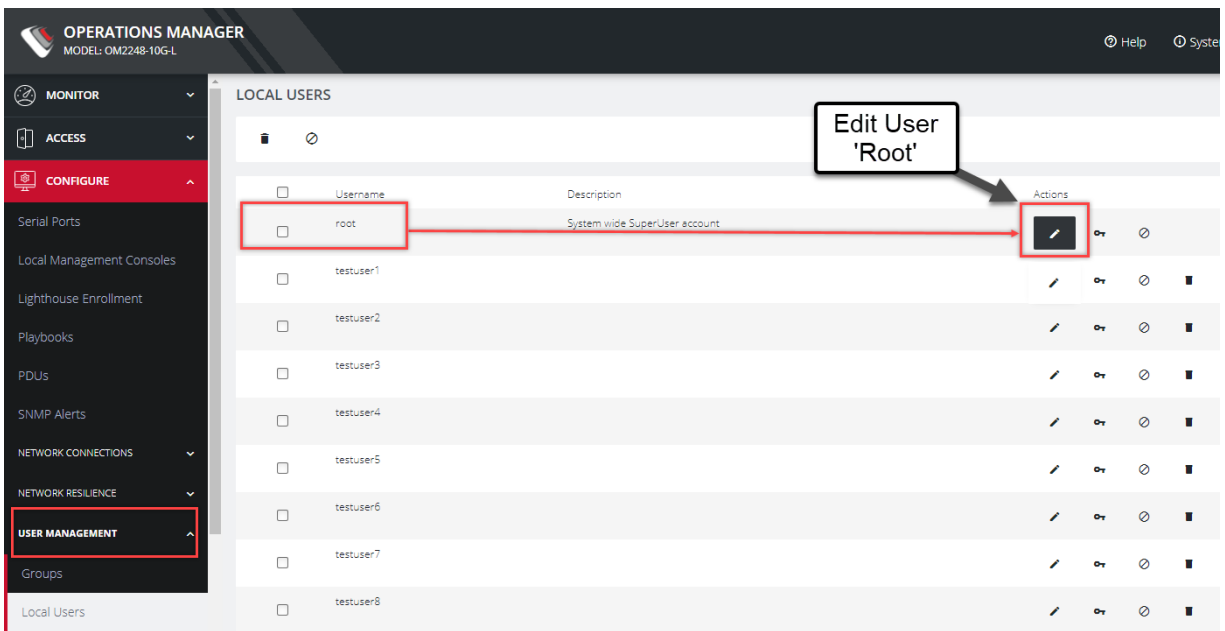 OPERATIONS MANAGER
MODEL: OM2248-10G-L
Help
Syste
MONITOR
ACCESS
CONFIGURE
Serial Ports
Local Management Consoles
Lighthouse Enrollment
Playbooks
PDUs
SNMP Alerts
NETWORK CONNECTIONS
NETWORK RESILIENCE
USER MANAGEMENT
Groups
Local Users
LOCAL USERS
Edit User
'Root'
Username Description Actions
root System wide SuperUser account
testuser1
testuser2
testuser3
testuser4
testuser5
testuser6
testuser7
testuser8